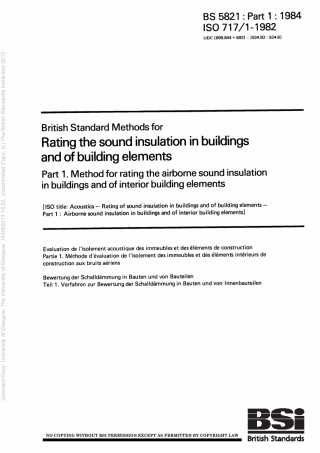 BS 5821 : Part 1 : 1984
ISO 717/1-1982
UDC [699.844 + 692] : [534.83 : 534.6]
British Standard Methods for
Rating the sound insulation in buildings
and of building elements
Part 1. Method for rating the airborne sound insulation
in buildings and of interior building elements
[ISO title: Acoustics — Rating of sound insulation in buildings and of building elements —
Part 1 : Airborne sound insulation in buildings and of interior building elements]
Evaluation de l'isolement acoustique des immeubles et des éléments de construction
Partie 1. Méthode d'évaluation de l'isolement des immeubles et des éléments intérieurs de
construction aux bruits aériens
Bewertung der Schalldämmung in Bauten und von Bauteilen
Teil 1. Verfahren zur Bewertung der Schalldämmung in Bauten und von Innenbauteilen
Licensed Copy: University of Glasgow, The University of Glasgow, 14/09/2013 Uncontrolled Copy, (c) The British Standards Institution 2013
BSi
British Standards
NO COPYING WITHOUT BSI PERMISSION EXCEPT AS PERMITTED BY COPYRIGHT LAW